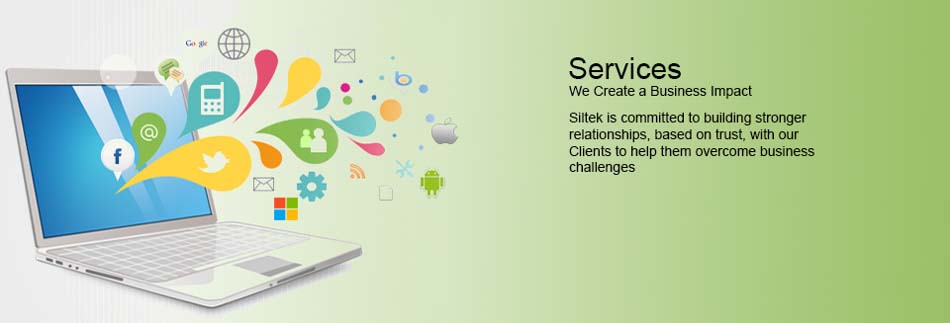 Google
Services
We Create a Business Impact
Siltek is committed to building stronger
relationships, based on trust, with our
Clients to help them overcome business
challenges
@
f
b